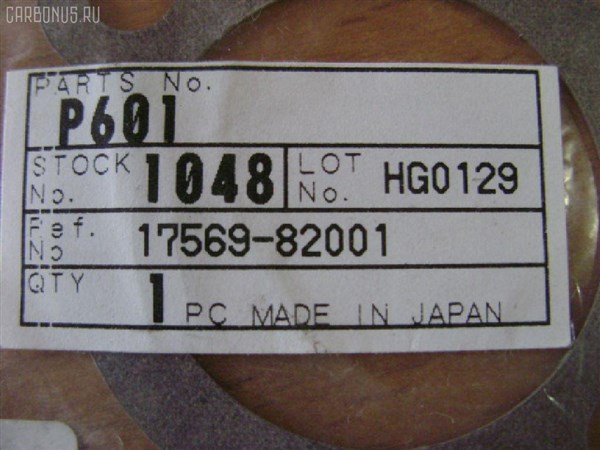 CARBONUS.RU
PARTS No.
P601
STOCK No. 1048 LOT No. HG0129
Ref. No 17569-82001
QTY 1 PC MADE IN JAPAN